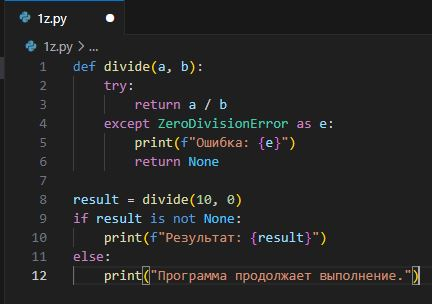 1z.py
1z.py > ...
1 def divide(a, b):
2     try:
3         return a / b
4     except ZeroDivisionError as e:
5         print(f"Ошибка: {e}")
6         return None
7
8 result = divide(10, 0)
9 if result is not None:
10     print(f"Результат: {result}")
11 else:
12     print("Программа продолжает выполнение.")